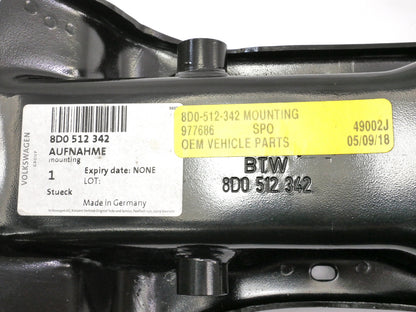 VOLKSWAGEN
GROUP
8D0 512 342
AUFNAHME
mounting
1
Expiry date: NONE
LOT:
Stueck
Made in Germany
8D0-512-342 MOUNTING
977686 SPO 49002J
OEM VEHICLE PARTS 05/09/18
BTW
8D0 512 342